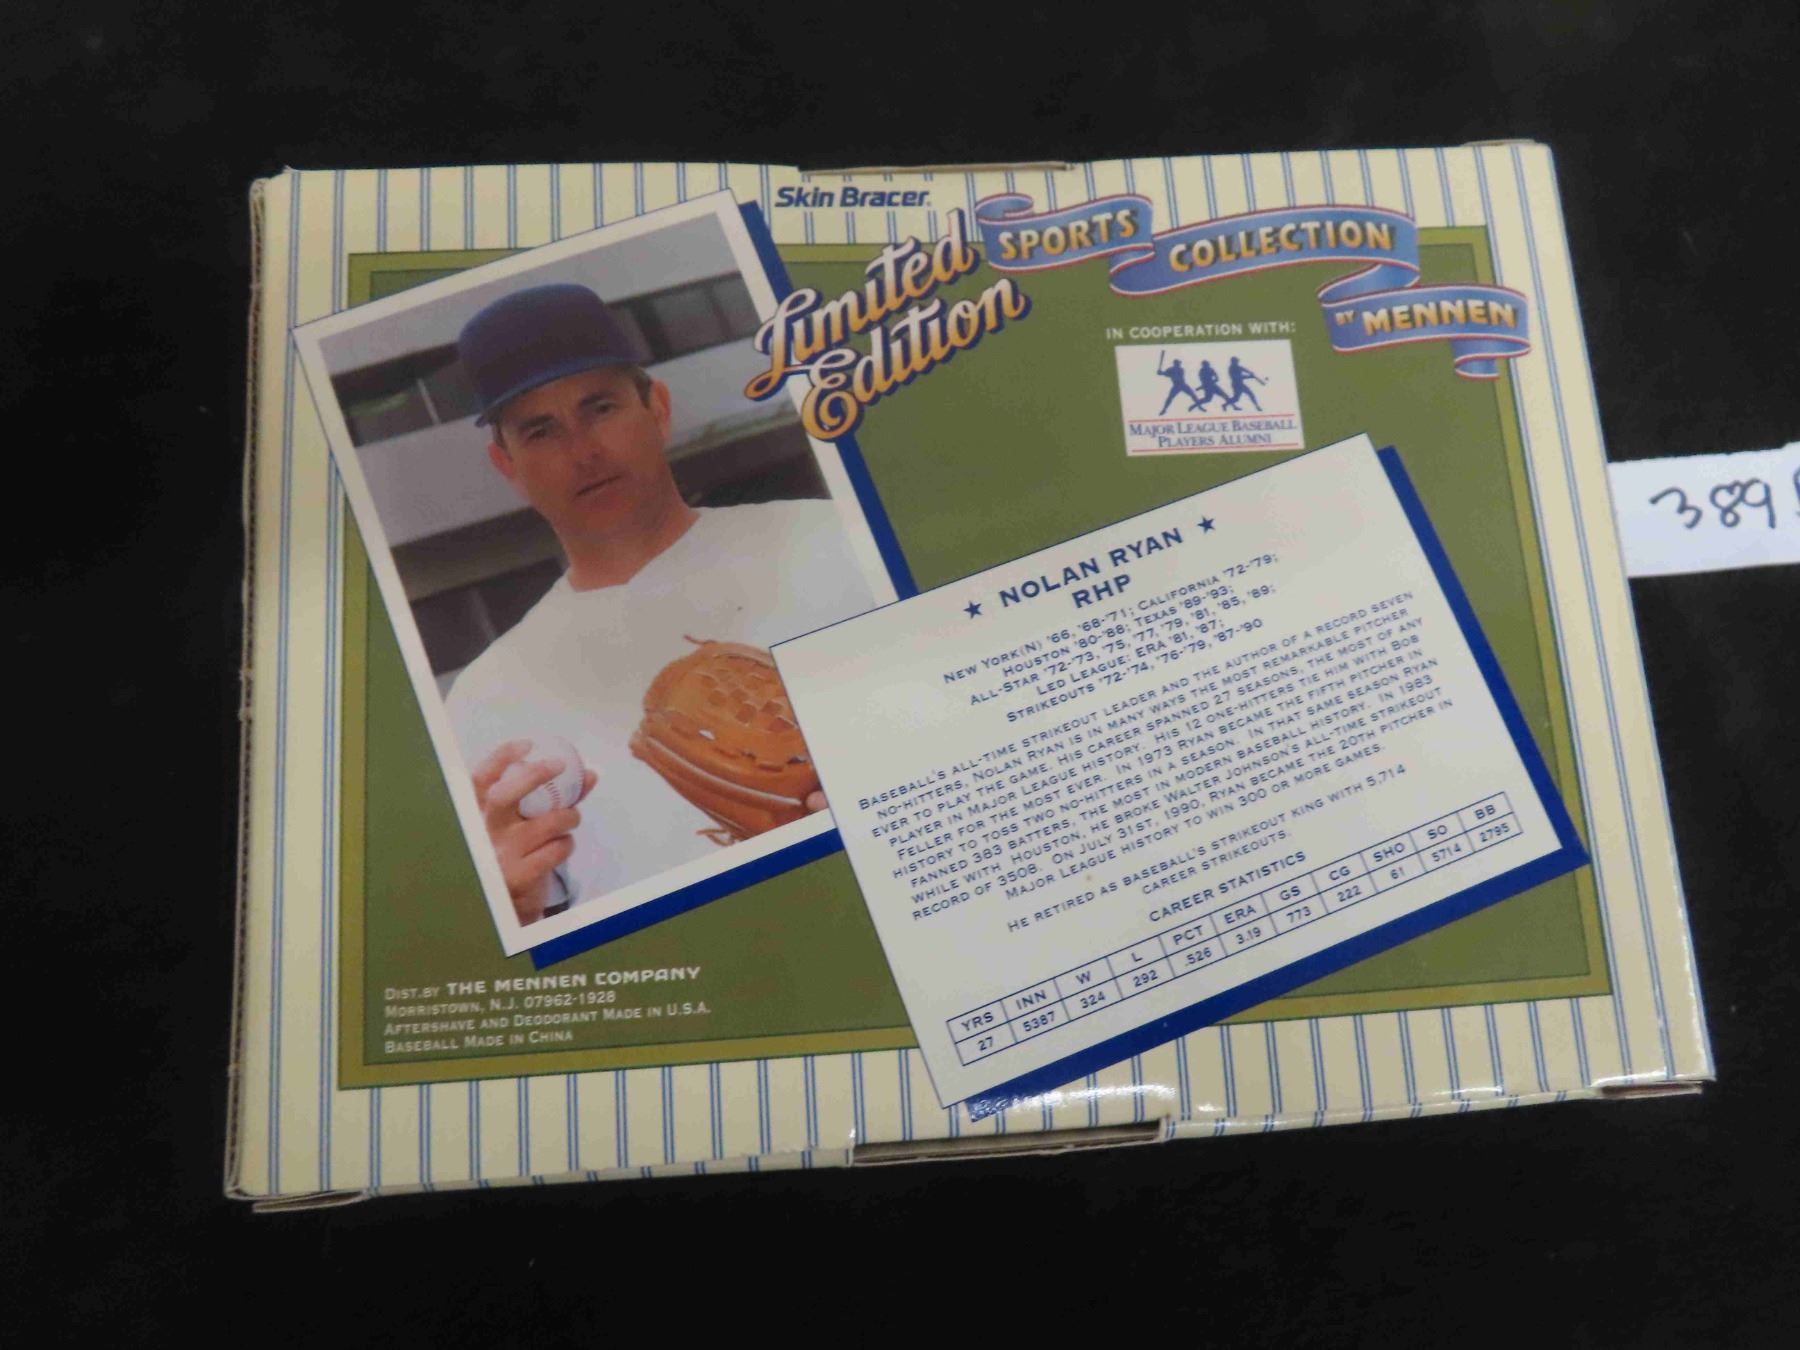 Skin Bracer.
Limited
Edition
SPORTS
COLLECTION
BY MENNEN
IN COOPERATION WITH:
MAJOR LEAGUE BASEBALL
PLAYERS ALUMNI
389
★ NOLAN RYAN ★
RHP
NEW YORK(N) '66, '68-'71; CALIFORNIA '72-'79;
HOUSTON '80-'88; TEXAS '89-'93;
ALL-STAR '72-'73, '75, '77, '79, '81, '85, '89;
LED LEAGUE: ERA '81, '87;
STRIKEOUTS '72-'74, '76-'79, '87-'90
BASEBALL'S ALL-TIME STRIKEOUT LEADER AND THE AUTHOR OF A RECORD SEVEN
NO-HITTERS, NOLAN RYAN IS IN MANY WAYS THE MOST REMARKABLE PITCHER
EVER TO PLAY THE GAME. HIS CAREER SPANNED 27 SEASONS, THE MOST OF ANY
PLAYER IN MAJOR LEAGUE HISTORY. HIS 12 ONE-HITTERS TIE HIM WITH BOB
FELLER FOR THE MOST EVER. IN 1973 RYAN BECAME THE FIFTH PITCHER IN
HISTORY TO TOSS TWO NO-HITTERS IN A SEASON. IN THAT SAME SEASON RYAN
FANNED 383 BATTERS, THE MOST IN MODERN BASEBALL HISTORY. IN 1983
WHILE WITH HOUSTON, HE BROKE WALTER JOHNSON'S ALL-TIME STRIKEOUT
RECORD OF 3508. ON JULY 31ST, 1990, RYAN BECAME THE 20TH PITCHER IN
MAJOR LEAGUE HISTORY TO WIN 300 OR MORE GAMES.
HE RETIRED AS BASEBALL'S STRIKEOUT KING WITH 5,714
CAREER STRIKEOUTS.
CAREER STATISTICS
YRS INN W L PCT ERA GS CG SHO SO BB
27 5387 324 292 .526 3.19 773 222 61 5714 2795
DIST.BY THE MENNEN COMPANY
MORRISTOWN, N.J. 07962-1928
AFTERSHAVE AND DEODORANT MADE IN U.S.A.
BASEBALL MADE IN CHINA